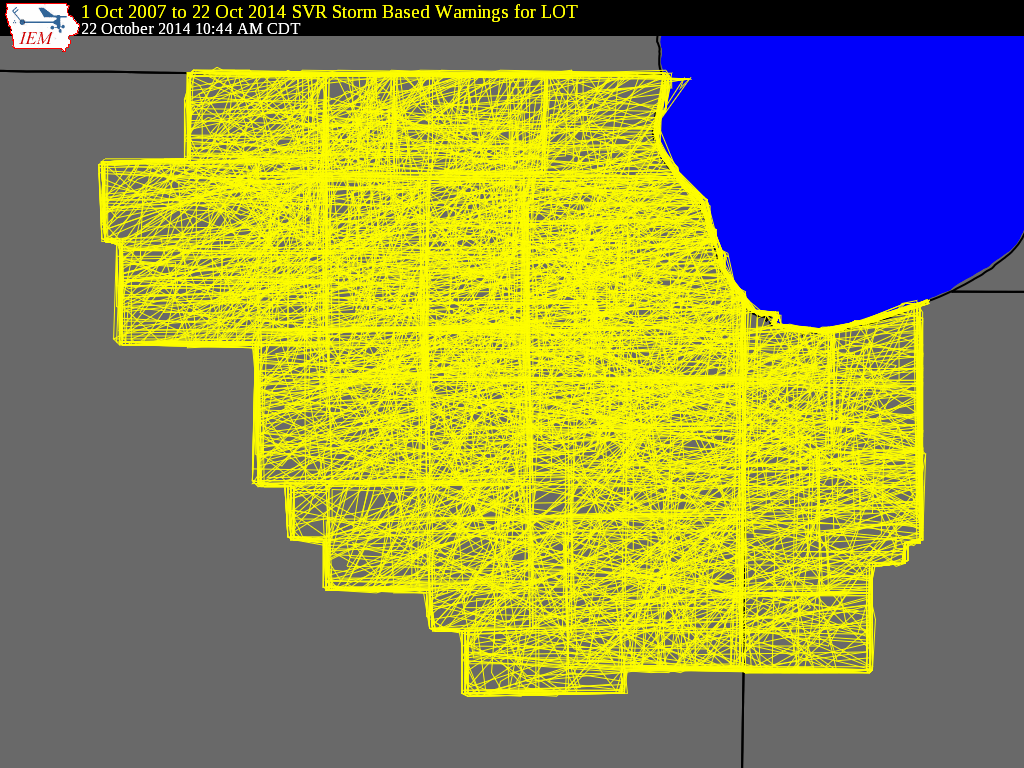 1 Oct 2007 to 22 Oct 2014 SVR Storm Based Warnings for LOT
22 October 2014 10:44 AM CDT
IEM